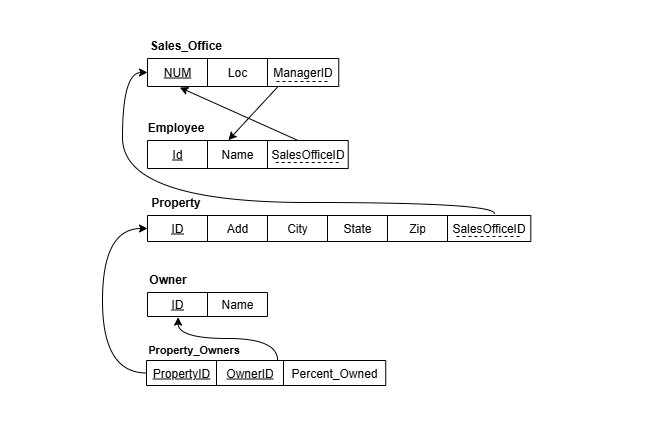 Sales_Office
NUM Loc ManagerID
Employee
Id Name SalesOfficeID
Property
ID Add City State Zip SalesOfficeID
Owner
ID Name
Property_Owners
PropertyID OwnerID Percent_Owned